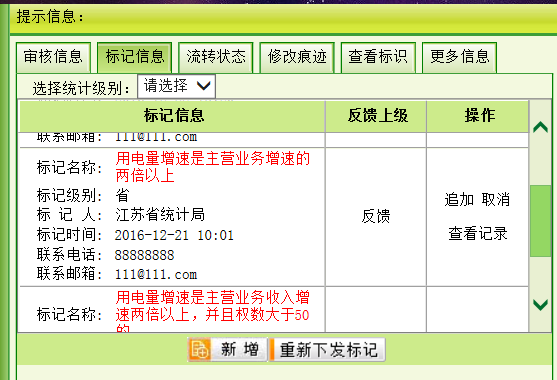 提示信息：
审核信息 标记信息 流转状态 修改痕迹 查看标识 更多信息
选择统计级别： 请选择
标记信息 反馈上级 操作
联系邮箱： 111@111.com
标记名称： 用电量增速是主营业务增速的
两倍以上
标记级别： 省
标 记 人： 江苏省统计局
标记时间： 2016-12-21 10:01
联系电话： 88888888
联系邮箱： 111@111.com
反馈
追加 取消
查看记录
标记名称： 用电量增速是主营业务收入增
速两倍以上，并且权数大于50
的
新 增 重新下发标记